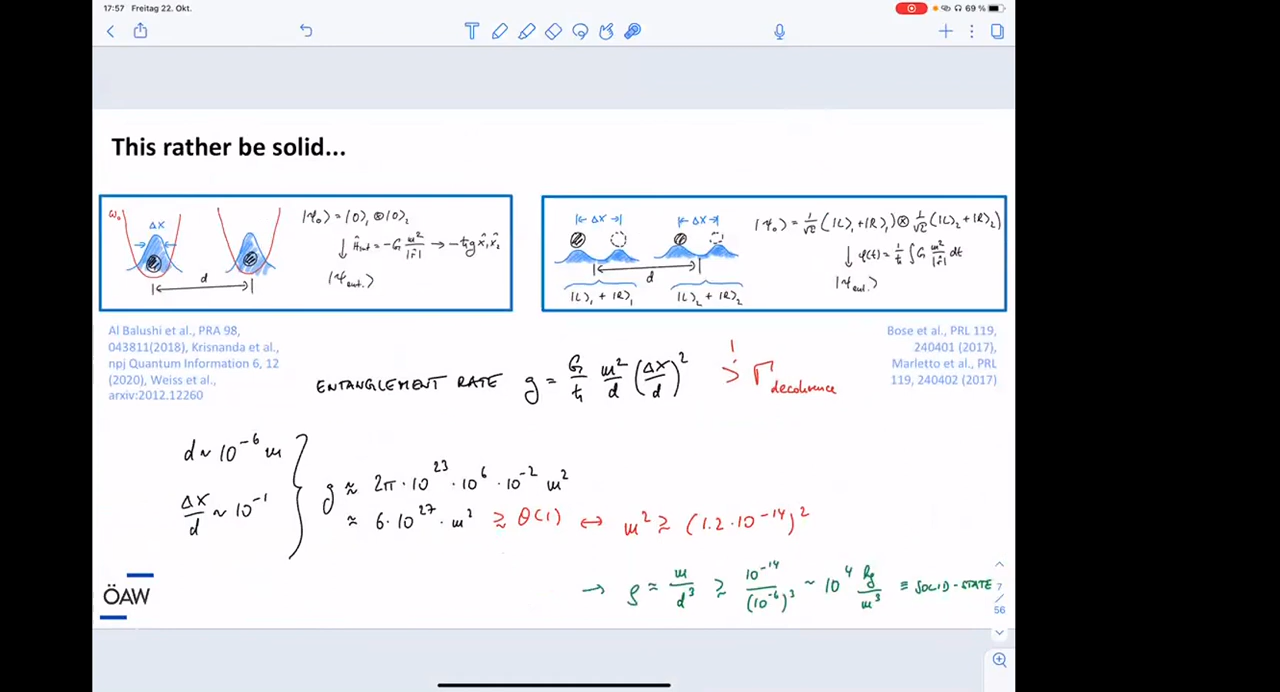 17:57 Freitag 22. Okt.
69 %
This rather be solid...
ω₀
Δx
d
|ψ₀⟩ = |0⟩₁ ⊗ |0⟩₂
↓ Ĥint = -G m²/|r̂| → -ħg x̂₁x̂₂
|ψent.⟩
|← Δx →| |← Δx →|
d
|L⟩₁ + |R⟩₁ |L⟩₂ + |R⟩₂
|ψ₀⟩ = 1/√2 (|L⟩₁ + |R⟩₁) ⊗ 1/√2 (|L⟩₂ + |R⟩₂)
↓ φ(t) = 1/ħ ∫ G m²/|r̂| dt
|ψent.⟩
Al Balushi et al., PRA 98,
043811(2018), Krisnanda et al.,
npj Quantum Information 6, 12
(2020), Weiss et al.,
arxiv:2012.12260
Bose et al., PRL 119,
240401 (2017),
Marletto et al., PRL
119, 240402 (2017)
ENTANGLEMENT RATE g = G/ħ m²/d (Δx/d)² !> Γdecoherence
d ~ 10⁻⁶ m
Δx/d ~ 10⁻¹
g ≈ 2π · 10²³ · 10⁶ · 10⁻² m²
≈ 6 · 10²⁷ · m² ≳ O(1) ↔ m² ≳ (1.2 · 10⁻¹⁴)²
→ ρ ≈ m/d³ ≳ 10⁻¹⁴/(10⁻⁶)³ ~ 10⁴ kg/m³ ≡ SOLID-STATE
ÖAW
7
/
56